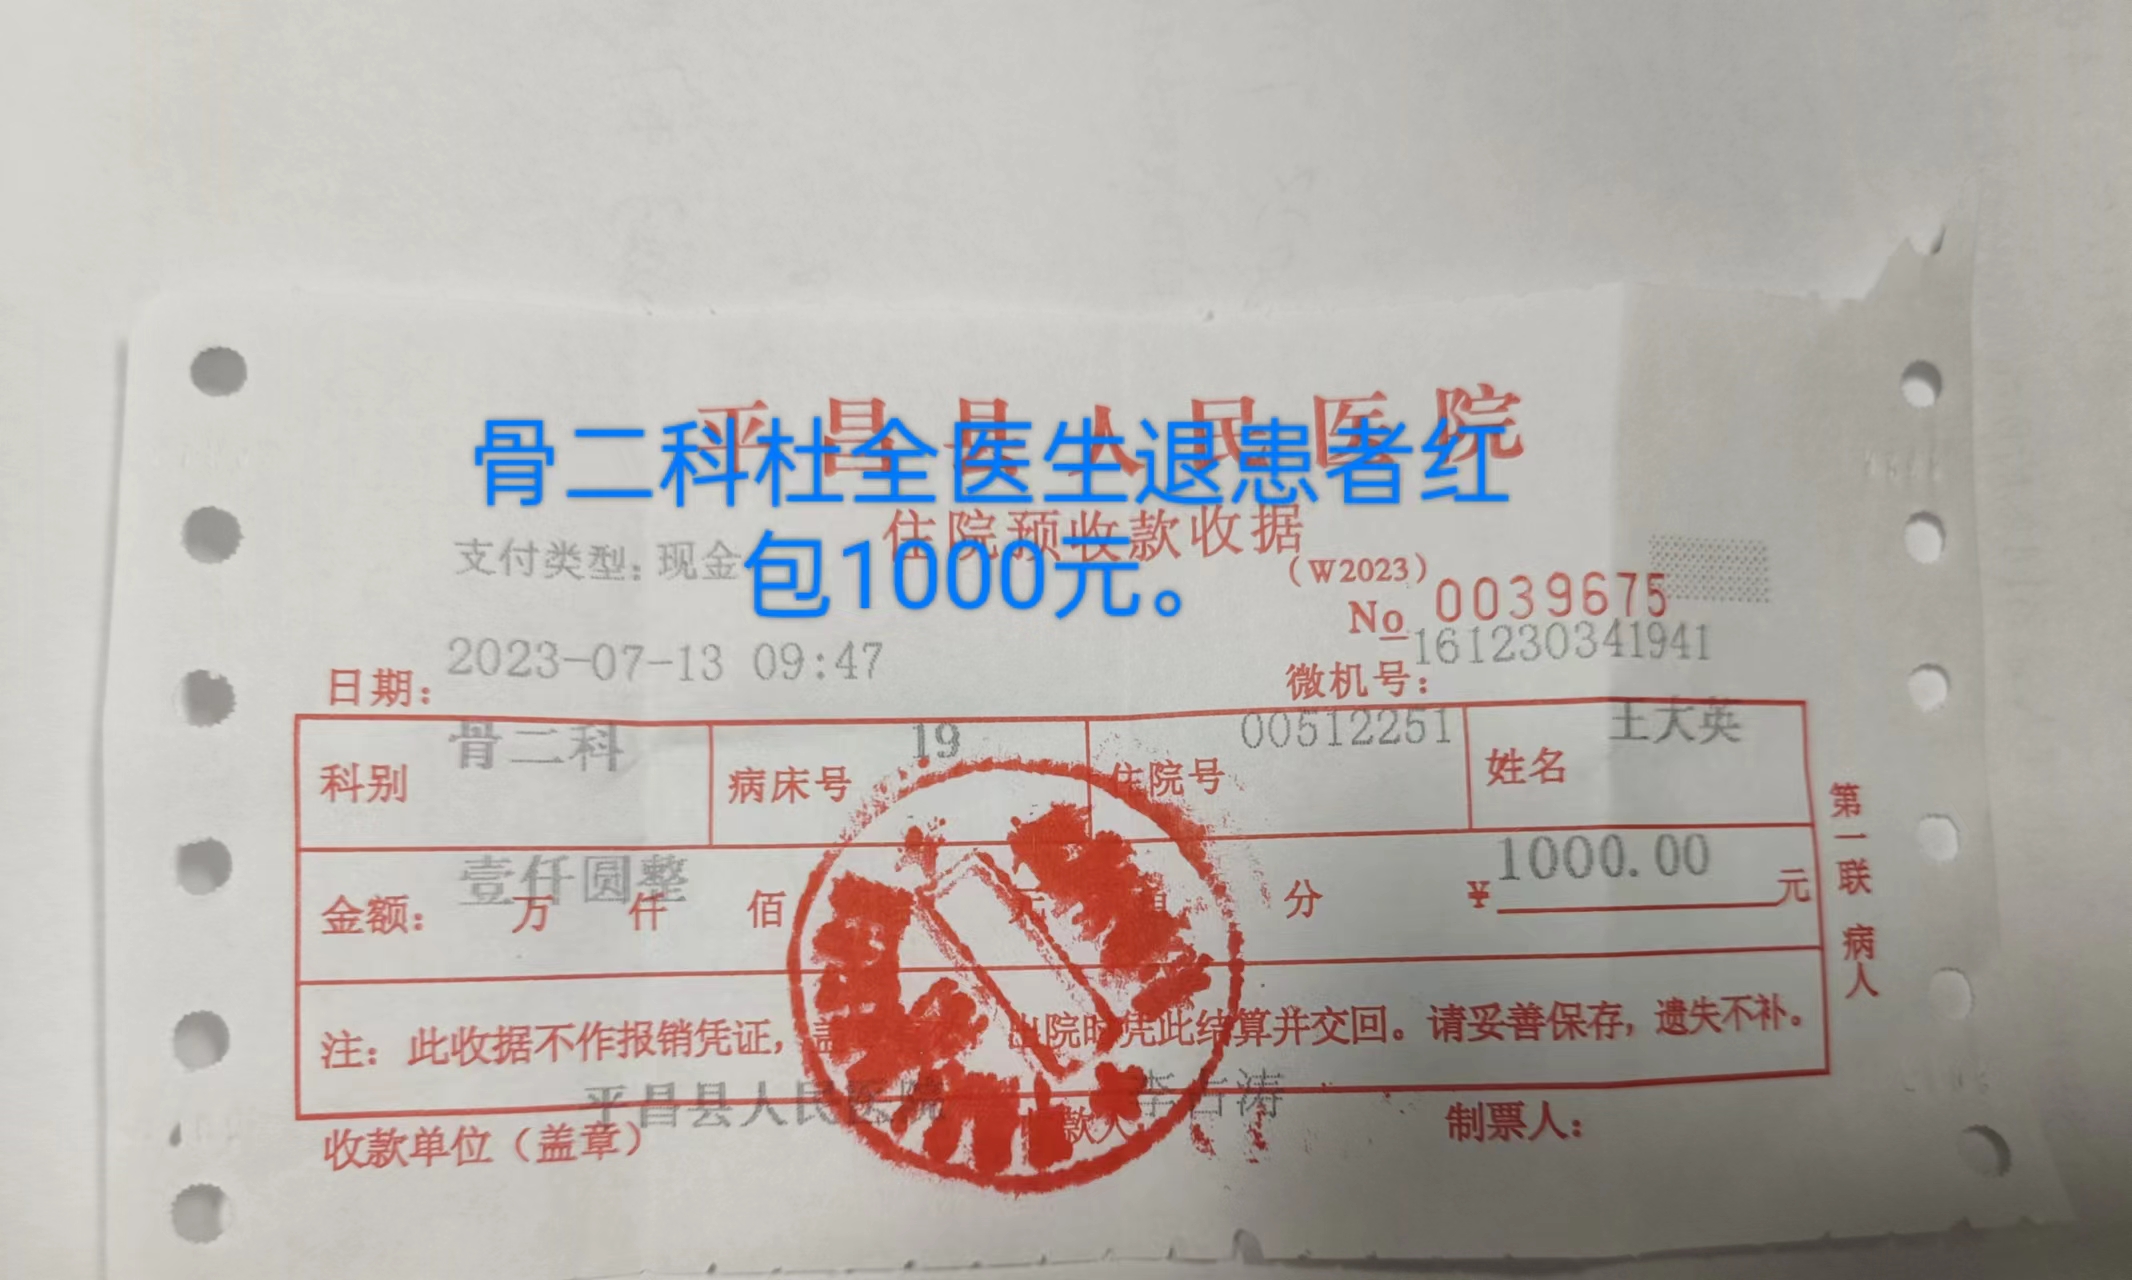 平昌县人民医院
骨二科杜全医生退患者红
包1000元。
住院预收款收据
支付类型：现金
（W2023）
No 0039675
日期：2023-07-13 09:47
微机号：161230341941
科别 骨二科 病床号 19 住院号 00512251 姓名 王大英
金额：壹仟圆整 万 仟 佰 元 分 ¥1000.00元
注：此收据不作报销凭证， 出院时凭此结算并交回。请妥善保存，遗失不补。
收款单位（盖章）平昌县人民医院 款人 制票人：
第一联 病人